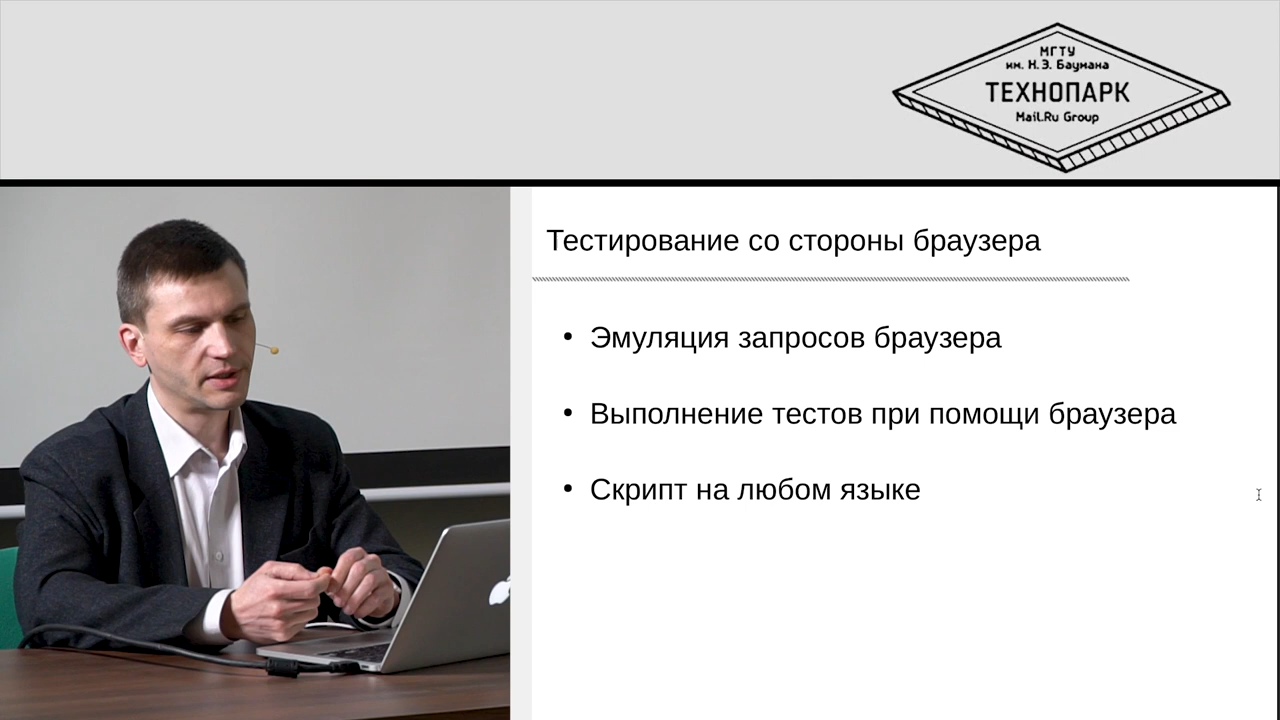 МГТУ
им. Н.Э. Баумана
ТЕХНОПАРК
Mail.Ru Group
Тестирование со стороны браузера
• Эмуляция запросов браузера
• Выполнение тестов при помощи браузера
• Скрипт на любом языке